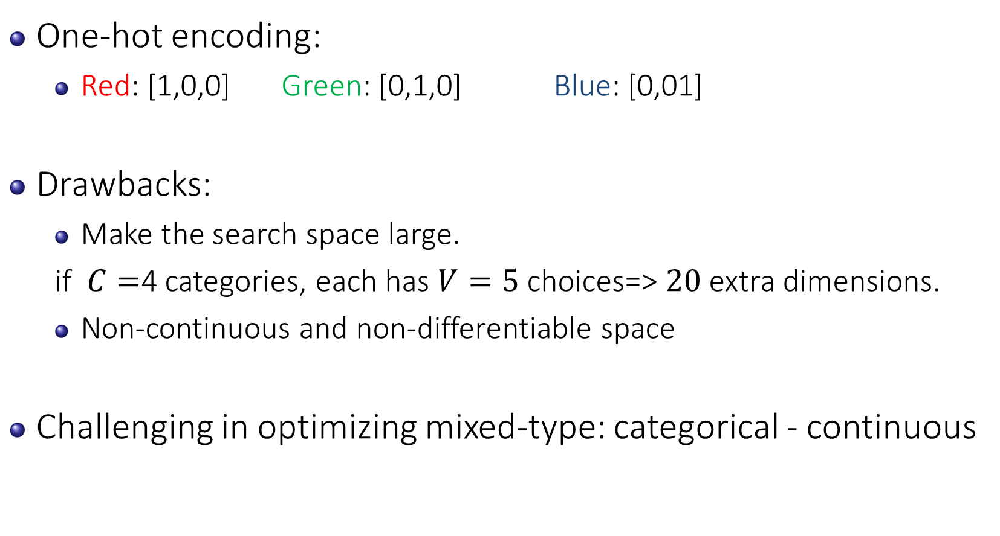 One-hot encoding:
Red: [1,0,0] Green: [0,1,0] Blue: [0,01]
Drawbacks:
Make the search space large.
if C =4 categories, each has V = 5 choices=> 20 extra dimensions.
Non-continuous and non-differentiable space
Challenging in optimizing mixed-type: categorical - continuous